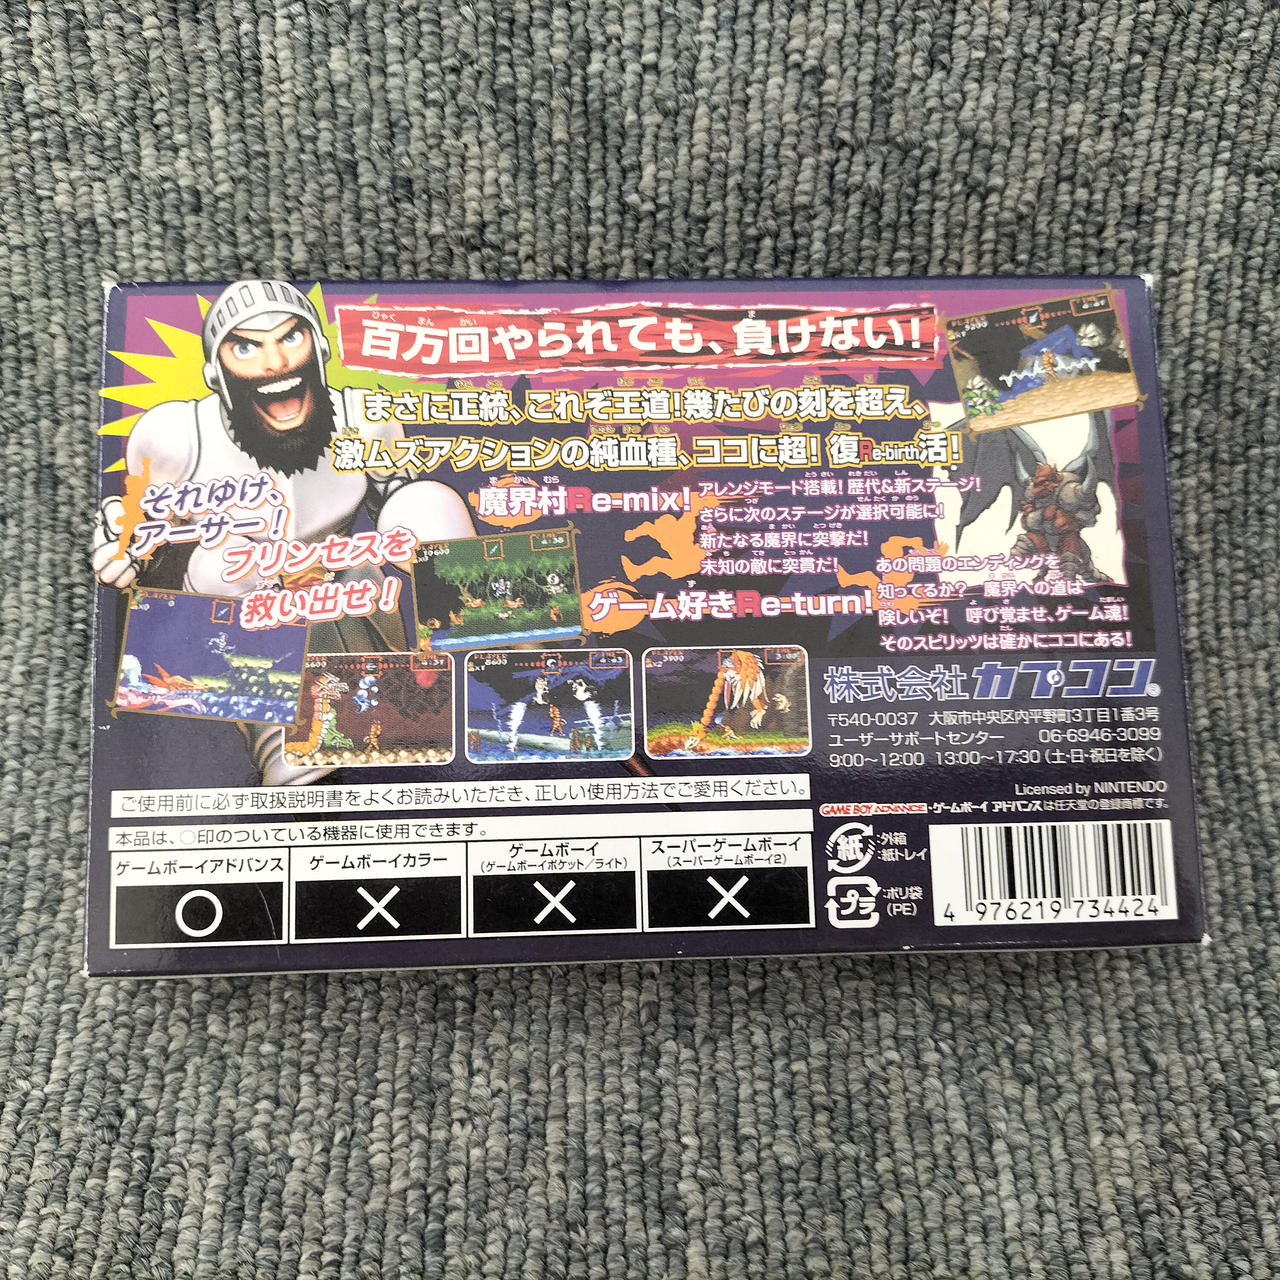 百万回やられても、負けない!
まさに正統、これぞ王道!幾たびの刻を超え、
激ムズアクションの純血種、ココに超!復Re-birth活!
それゆけ、
アーサー!
プリンセスを
救い出せ!
魔界村Re-mix!
アレンジモード搭載!歴代&新ステージ!
さらに次のステージが選択可能に!
新たなる魔界に突撃だ!
未知の敵に突貫だ!
ゲーム好きRe-turn!
あの問題のエンディングを
知ってるか? 魔界への道は
険しいぞ! 呼び覚ませ、ゲーム魂!
そのスピリッツは確かにココにある!
株式会社カプコン®
〒540-0037 大阪市中央区内平野町3丁目1番3号
ユーザーサポートセンター 06-6946-3099
9:00〜12:00 13:00〜17:30(土・日・祝日を除く)
Licensed by NINTENDO
GAME BOY ADVANCE・ゲームボーイアドバンスは任天堂の登録商標です。
ご使用前に必ず取扱説明書をよくお読みいただき、正しい使用方法でご愛用ください。
本品は、○印のついている機器に使用できます。
ゲームボーイアドバンス
○
ゲームボーイカラー
×
ゲームボーイ
(ゲームボーイポケット/ライト)
×
スーパーゲームボーイ
(スーパーゲームボーイ2)
×
紙
:外箱
:紙トレイ
プラ
:ポリ袋
(PE)
4 976219 734424